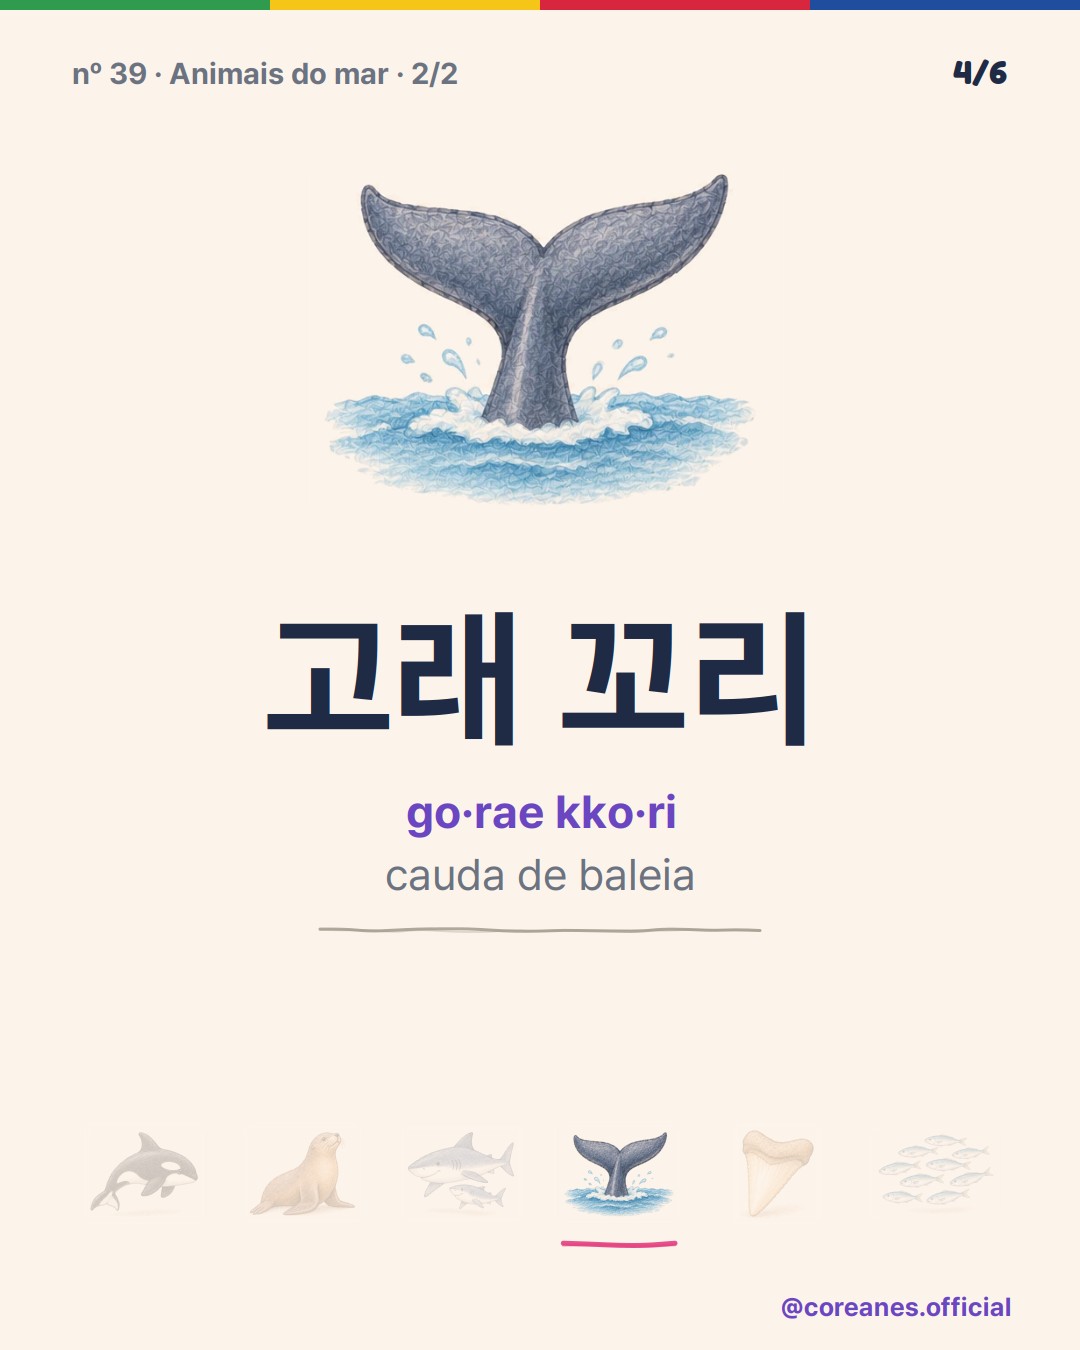 nº 39 · Animais do mar · 2/2
4/6
고래 꼬리
go·rae kko·ri
cauda de baleia
@coreanes.official